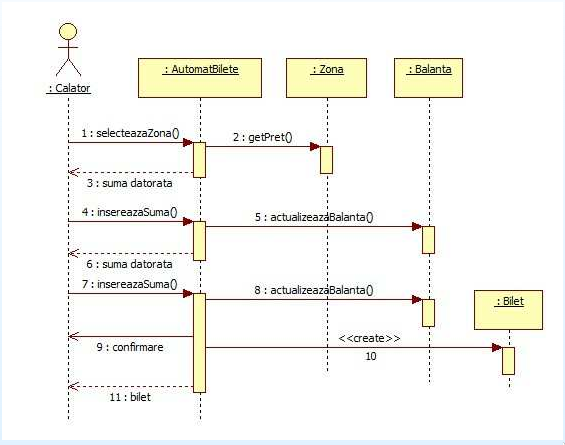 : AutomatBilete
: Zona
: Balanta
: Calator
1 : selecteazaZona()
2 : getPret()
3 : suma datorata
4 : insereazaSuma()
5 : actualizeazaBalanta()
6 : suma datorata
7 : insereazaSuma()
8 : actualizeazaBalanta()
: Bilet
<<create>>
9 : confirmare
10
11 : bilet